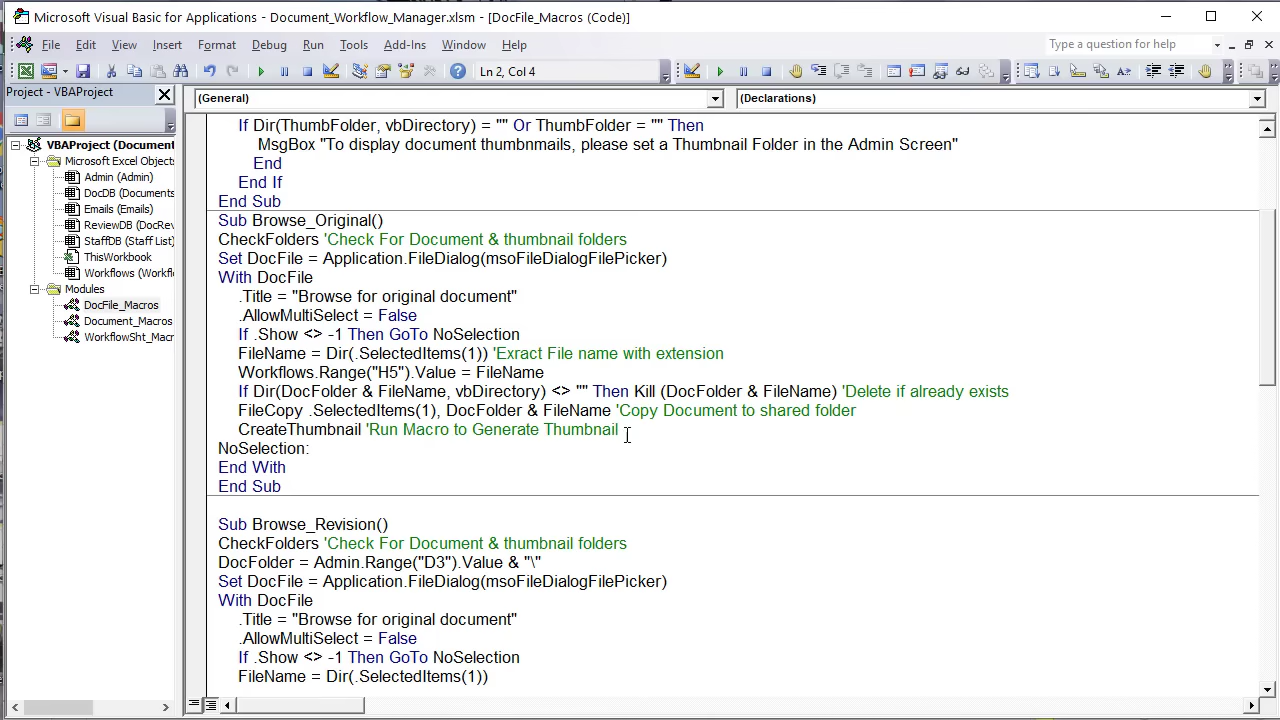 Microsoft Visual Basic for Applications - Document_Workflow_Manager.xlsm - [DocFile_Macros (Code)]
File Edit View Insert Format Debug Run Tools Add-Ins Window Help
Type a question for help
Ln 2, Col 4
Project - VBAProject
(General)
(Declarations)
VBAProject (Document
Microsoft Excel Objects
Admin (Admin)
DocDB (Documents
Emails (Emails)
ReviewDB (DocRev
StaffDB (Staff List)
ThisWorkbook
Workflows (Workfl
Modules
DocFile_Macros
Document_Macros
WorkflowSht_Macr
If Dir(ThumbFolder, vbDirectory) = "" Or ThumbFolder = "" Then
MsgBox "To display document thumbnmails, please set a Thumbnail Folder in the Admin Screen"
End
End If
End Sub
Sub Browse_Original()
CheckFolders 'Check For Document & thumbnail folders
Set DocFile = Application.FileDialog(msoFileDialogFilePicker)
With DocFile
.Title = "Browse for original document"
.AllowMultiSelect = False
If .Show <> -1 Then GoTo NoSelection
FileName = Dir(.SelectedItems(1)) 'Exract File name with extension
Workflows.Range("H5").Value = FileName
If Dir(DocFolder & FileName, vbDirectory) <> "" Then Kill (DocFolder & FileName) 'Delete if already exists
FileCopy .SelectedItems(1), DocFolder & FileName 'Copy Document to shared folder
CreateThumbnail 'Run Macro to Generate Thumbnail
NoSelection:
End With
End Sub
Sub Browse_Revision()
CheckFolders 'Check For Document & thumbnail folders
DocFolder = Admin.Range("D3").Value & "\"
Set DocFile = Application.FileDialog(msoFileDialogFilePicker)
With DocFile
.Title = "Browse for original document"
.AllowMultiSelect = False
If .Show <> -1 Then GoTo NoSelection
FileName = Dir(.SelectedItems(1))